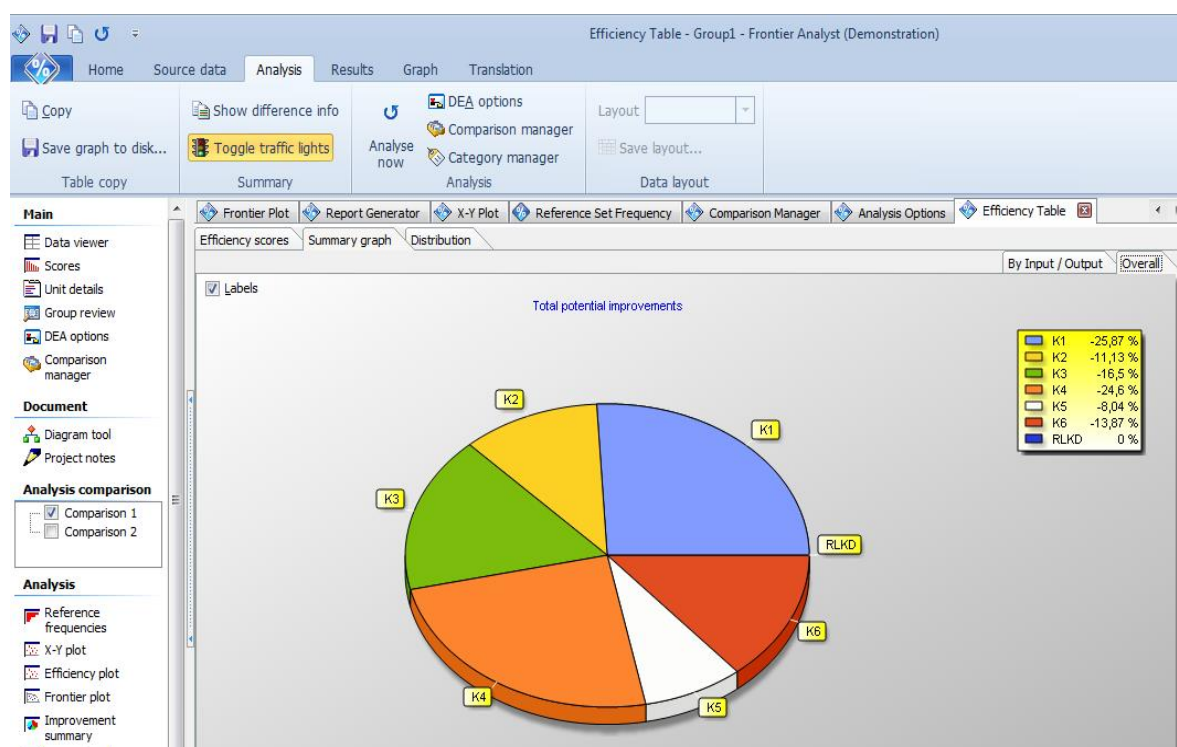 Efficiency Table - Group1 - Frontier Analyst (Demonstration)
Home Source data Analysis Results Graph Translation
Copy
Save graph to disk...
Table copy
Show difference info
Toggle traffic lights
Summary
Analyse
now
DEA options
Comparison manager
Category manager
Analysis
Layout
Save layout...
Data layout
Main
Data viewer
Scores
Unit details
Group review
DEA options
Comparison
manager
Document
Diagram tool
Project notes
Analysis comparison
Comparison 1
Comparison 2
Analysis
Reference
frequencies
X-Y plot
Efficiency plot
Frontier plot
Improvement
summary
Frontier Plot Report Generator X-Y Plot Reference Set Frequency Comparison Manager Analysis Options Efficiency Table
Efficiency scores Summary graph Distribution
By Input / Output Overall
Labels
Total potential improvements
K1 -25,87 %
K2 -11,13 %
K3 -16,5 %
K4 -24,6 %
K5 -8,04 %
K6 -13,87 %
RLKD 0 %
K2
K1
K3
RLKD
K6
K4
K5